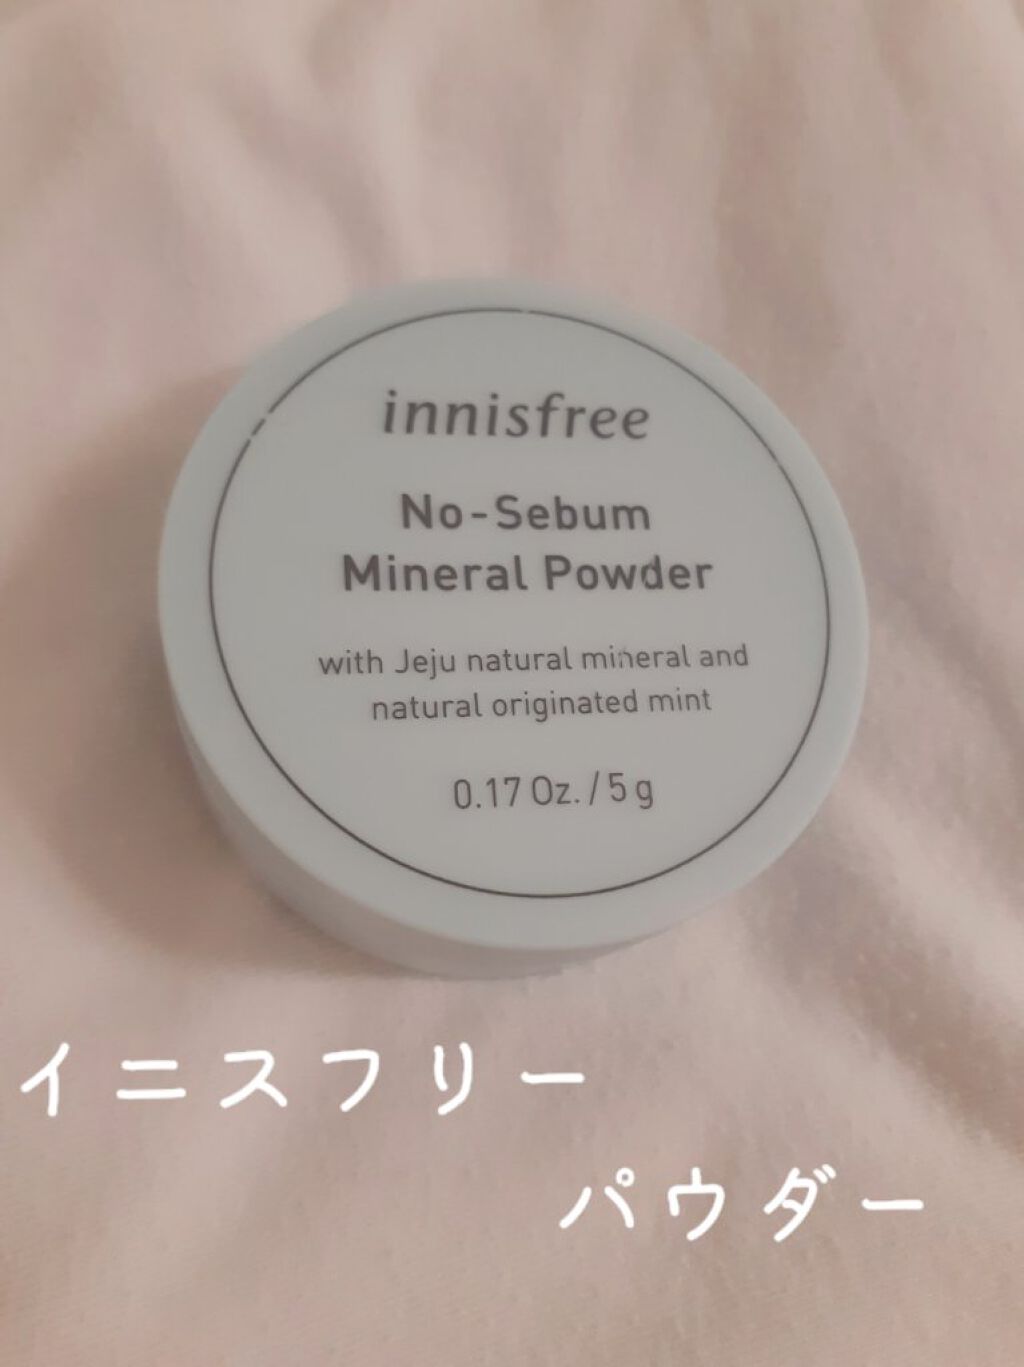 innisfree
No-Sebum
Mineral Powder
with Jeju natural mineral and
natural originated mint
0.17 Oz. / 5 g
イニスフリー
パウダー